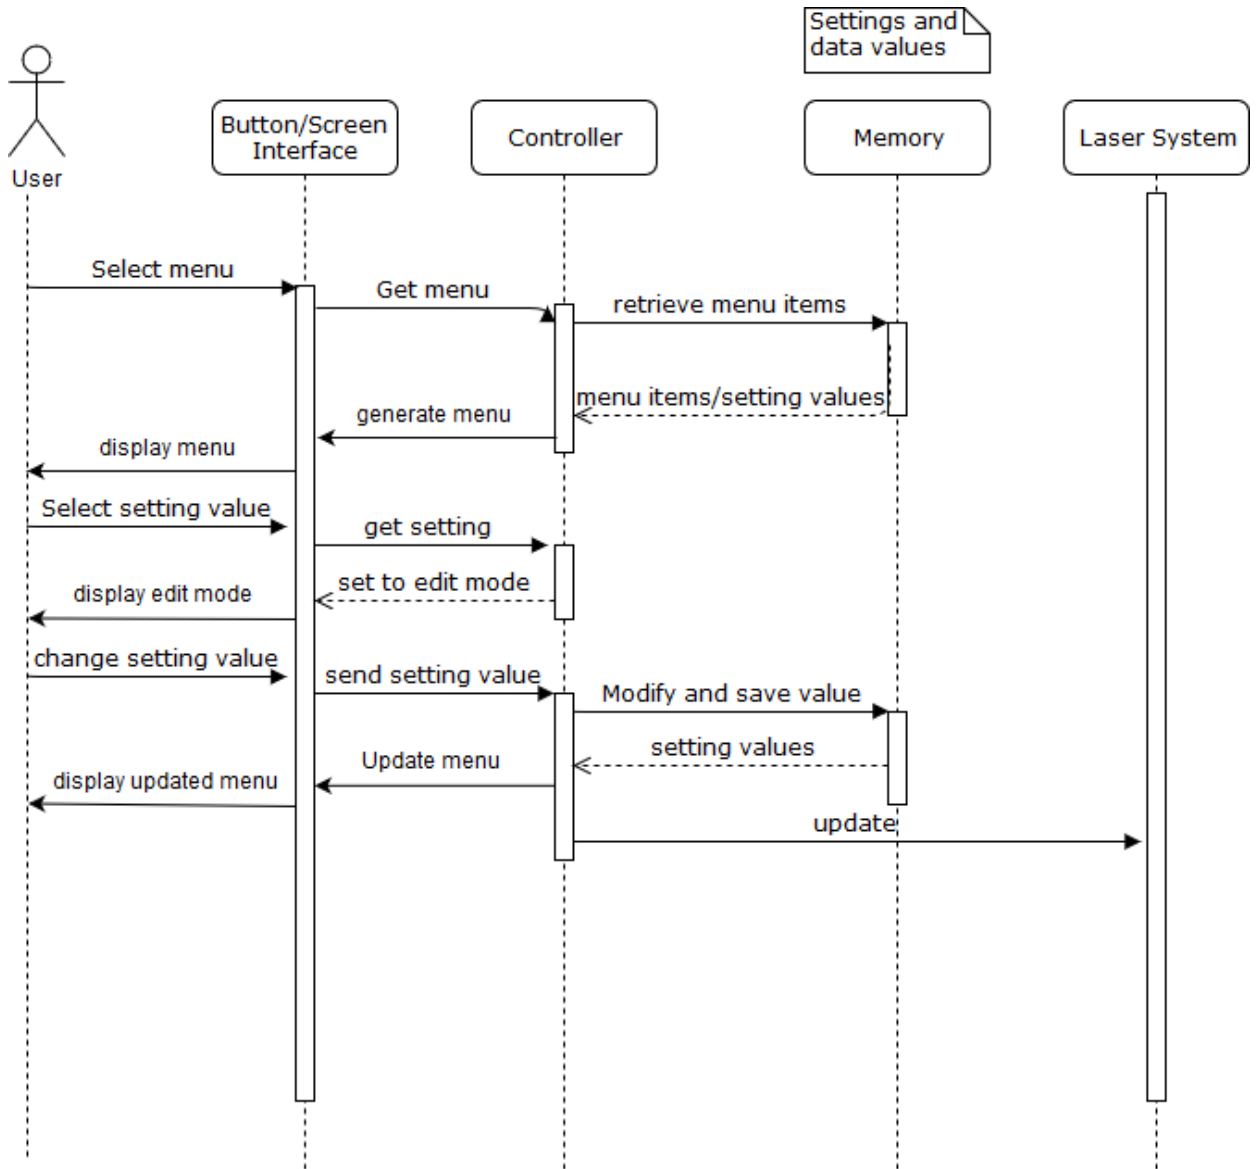 Settings and
data values
User
Button/Screen
Interface
Controller
Memory
Laser System
Select menu
Get menu
retrieve menu items
menu items/setting values
generate menu
display menu
Select setting value
get setting
set to edit mode
display edit mode
change setting value
send setting value
Modify and save value
setting values
Update menu
display updated menu
update